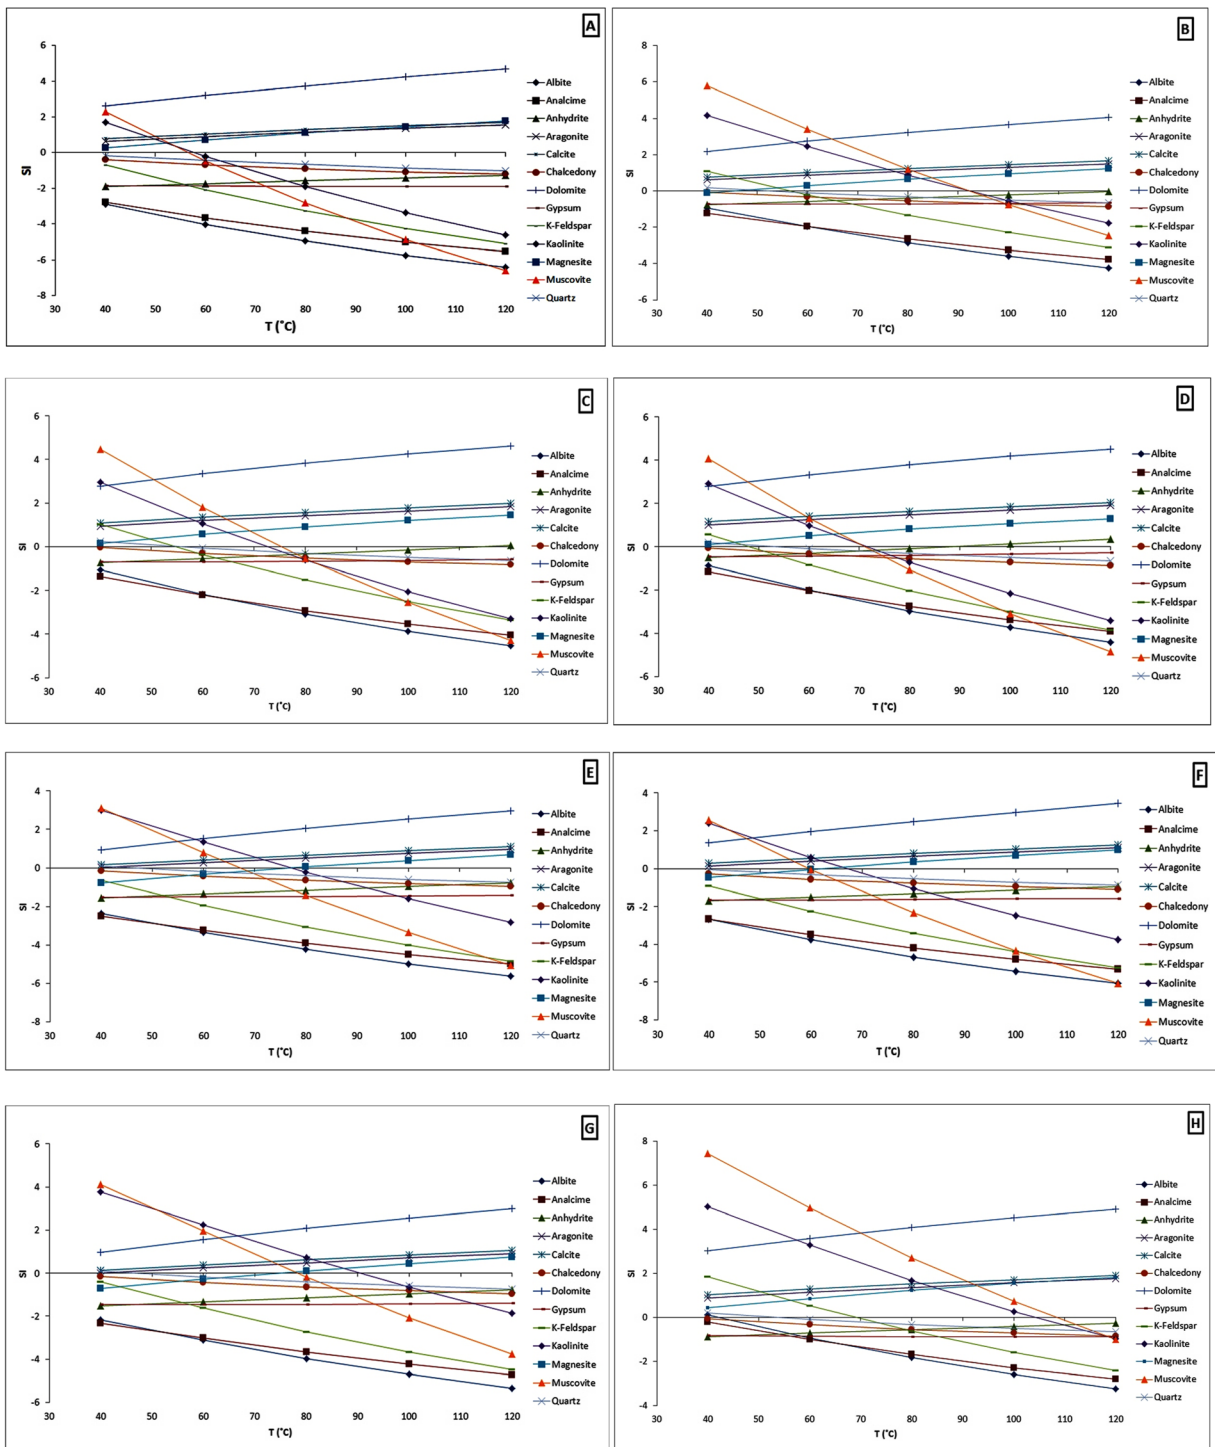 A
6
4
2
0
-2
-4
-6
-8
SI
30 40 50 60 70 80 90 100 110 120
T (°C)
Albite
Analcime
Anhydrite
Aragonite
Calcite
Chalcedony
Dolomite
Gypsum
K-Feldspar
Kaolinite
Magnesite
Muscovite
Quartz
B
8
6
4
2
0
-2
-4
-6
SI
30 40 50 60 70 80 90 100 110 120
T (°C)
Albite
Analcime
Anhydrite
Aragonite
Calcite
Chalcedony
Dolomite
Gypsum
K-Feldspar
Kaolinite
Magnesite
Muscovite
Quartz
C
6
4
2
0
-2
-4
-6
SI
30 40 50 60 70 80 90 100 110 120
T (°C)
Albite
Analcime
Anhydrite
Aragonite
Calcite
Chalcedony
Dolomite
Gypsum
K-Feldspar
Kaolinite
Magnesite
Muscovite
Quartz
D
6
4
2
0
-2
-4
-6
SI
30 40 50 60 70 80 90 100 110 120
T (°C)
Albite
Analcime
Anhydrite
Aragonite
Calcite
Chalcedony
Dolomite
Gypsum
K-Feldspar
Kaolinite
Magnesite
Muscovite
Quartz
E
4
2
0
-2
-4
-6
-8
SI
30 40 50 60 70 80 90 100 110 120
T (°C)
Albite
Analcime
Anhydrite
Aragonite
Calcite
Chalcedony
Dolomite
Gypsum
K-Feldspar
Kaolinite
Magnesite
Muscovite
Quartz
F
4
2
0
-2
-4
-6
-8
SI
30 40 50 60 70 80 90 100 110 120
T (°C)
Albite
Analcime
Anhydrite
Aragonite
Calcite
Chalcedony
Dolomite
Gypsum
K-Feldspar
Kaolinite
Magnesite
Muscovite
Quartz
G
6
4
2
0
-2
-4
-6
SI
30 40 50 60 70 80 90 100 110 120
T (°C)
Albite
Analcime
Anhydrite
Aragonite
Calcite
Chalcedony
Dolomite
Gypsum
K-Feldspar
Kaolinite
Magnesite
Muscovite
Quartz
H
8
6
4
2
0
-2
-4
SI
30 40 50 60 70 80 90 100 110 120
T (°C)
Albite
Analcime
Anhydrite
Aragonite
Calcite
Chalcedony
Dolomite
Gypsum
K-Feldspar
Kaolinite
Magnesite
Muscovite
Quartz